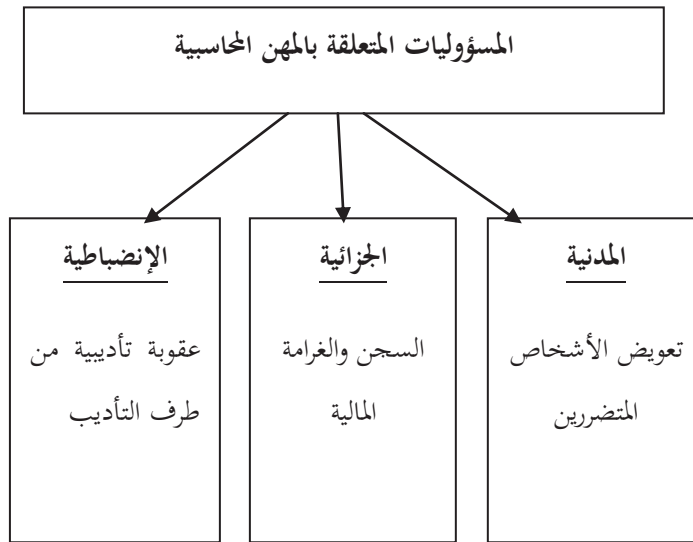 المسؤوليات المتعلقة بالمهن المحاسبية
المدنية
تعويض الأشخاص
المتضررين
الجزائية
السجن والغرامة
المالية
الإنضباطية
عقوبة تأديبية من
طرف التأديب